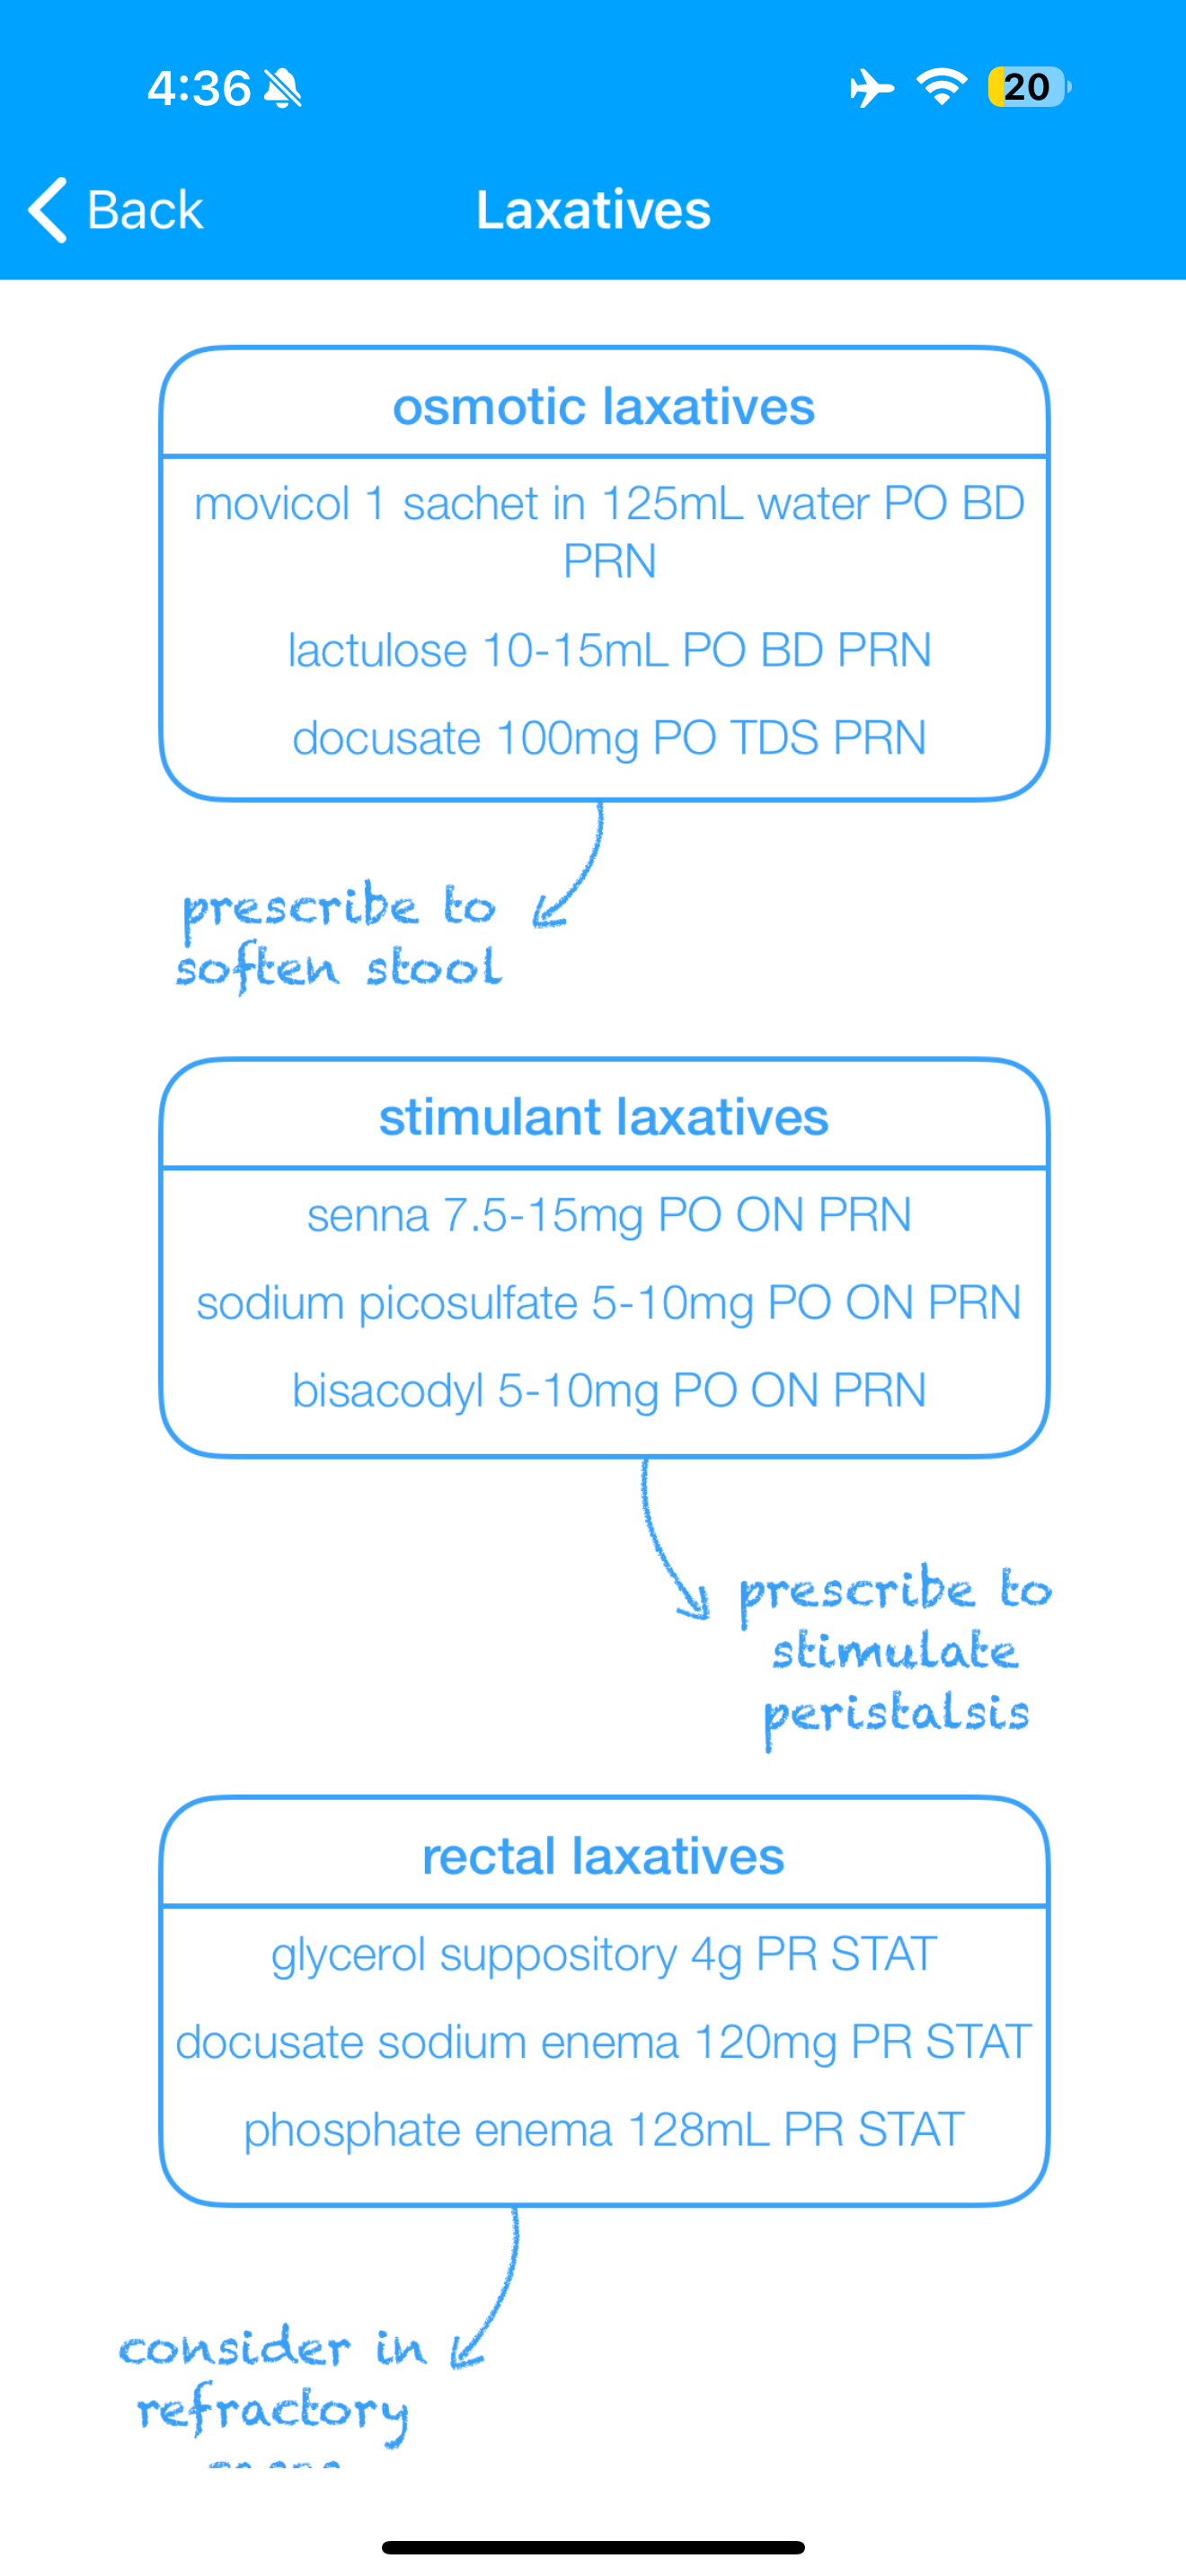 4:36
20
Back
Laxatives
osmotic laxatives
movicol 1 sachet in 125mL water PO BD
PRN
lactulose 10-15mL PO BD PRN
docusate 100mg PO TDS PRN
prescribe to
soften stool
stimulant laxatives
senna 7.5-15mg PO ON PRN
sodium picosulfate 5-10mg PO ON PRN
bisacodyl 5-10mg PO ON PRN
prescribe to
stimulate
peristalsis
rectal laxatives
glycerol suppository 4g PR STAT
docusate sodium enema 120mg PR STAT
phosphate enema 128mL PR STAT
consider in
refractory